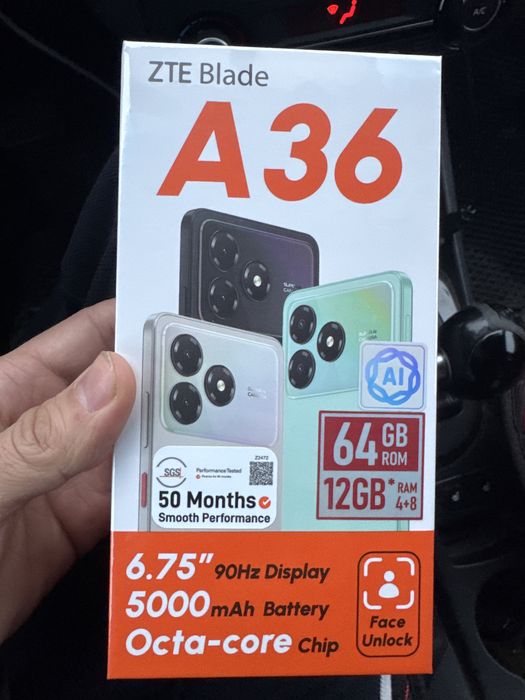 A/C
ZTE Blade
A36
AI
64 GB ROM
12GB* RAM 4+8
SGS
Performance Tested
Z2472
50 Months
Smooth Performance
6.75" 90Hz Display
5000mAh Battery
Octa-core Chip
Face
Unlock